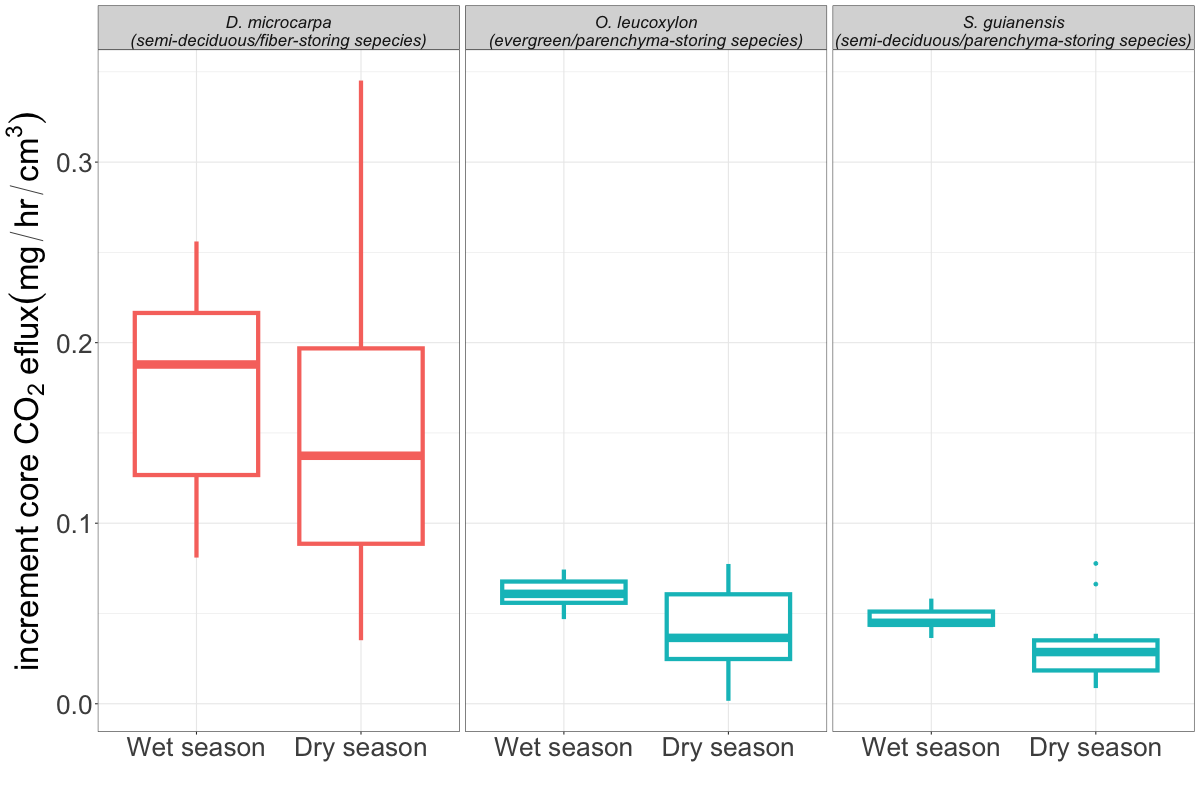 D. microcarpa
(semi-deciduous/fiber-storing sepecies)
O. leucoxylon
(evergreen/parenchyma-storing sepecies)
S. guianensis
(semi-deciduous/parenchyma-storing sepecies)
increment core CO₂ eflux(mg/hr/cm³)
0.3
0.2
0.1
0.0
Wet season Dry season Wet season Dry season Wet season Dry season